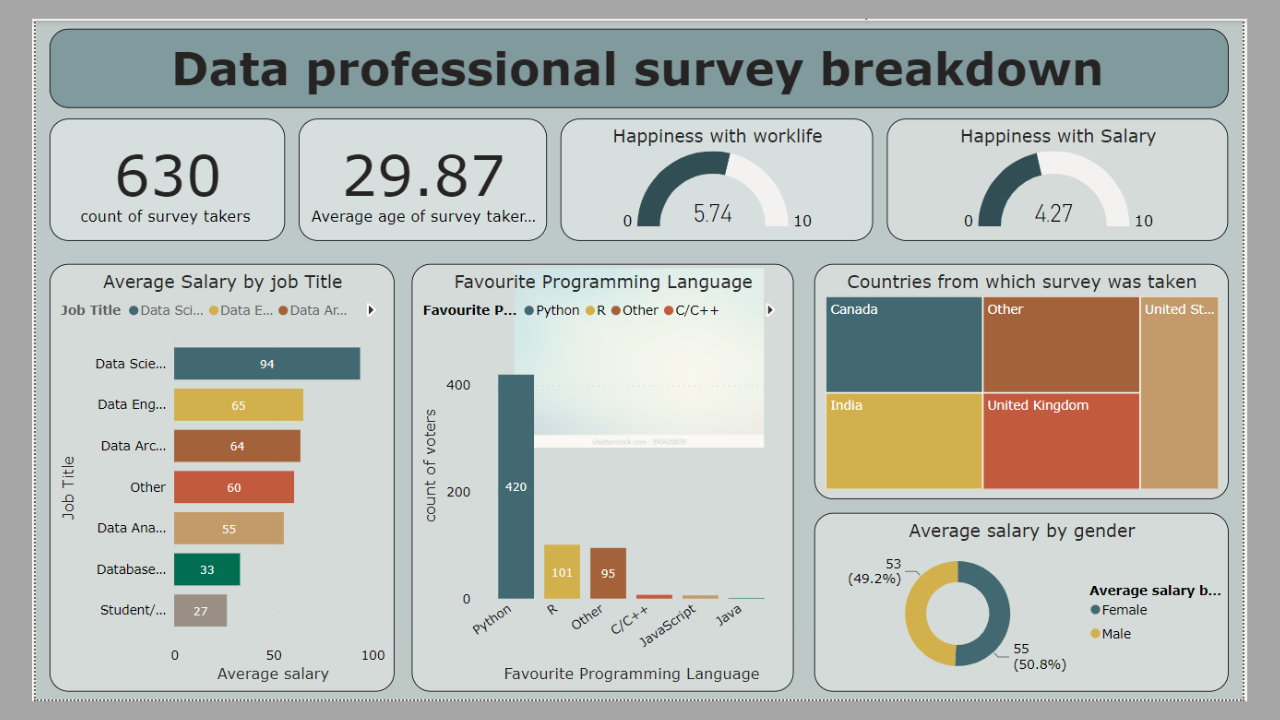 Data professional survey breakdown
630
count of survey takers
29.87
Average age of survey taker...
Happiness with worklife
0
5.74
10
Happiness with Salary
0
4.27
10
Average Salary by job Title
Job Title Data Sci... Data E... Data Ar...
Job Title
Data Scie... 94
Data Eng... 65
Data Arc... 64
Other 60
Data Ana... 55
Database... 33
Student/... 27
0 50 100
Average salary
Favourite Programming Language
Favourite P... Python R Other C/C++
count of voters
400
200
0
420
101
95
Python R Other C/C++ JavaScript Java
Favourite Programming Language
Countries from which survey was taken
Canada
Other
United St...
India
United Kingdom
Average salary by gender
53
(49.2%)
55
(50.8%)
Average salary b...
Female
Male